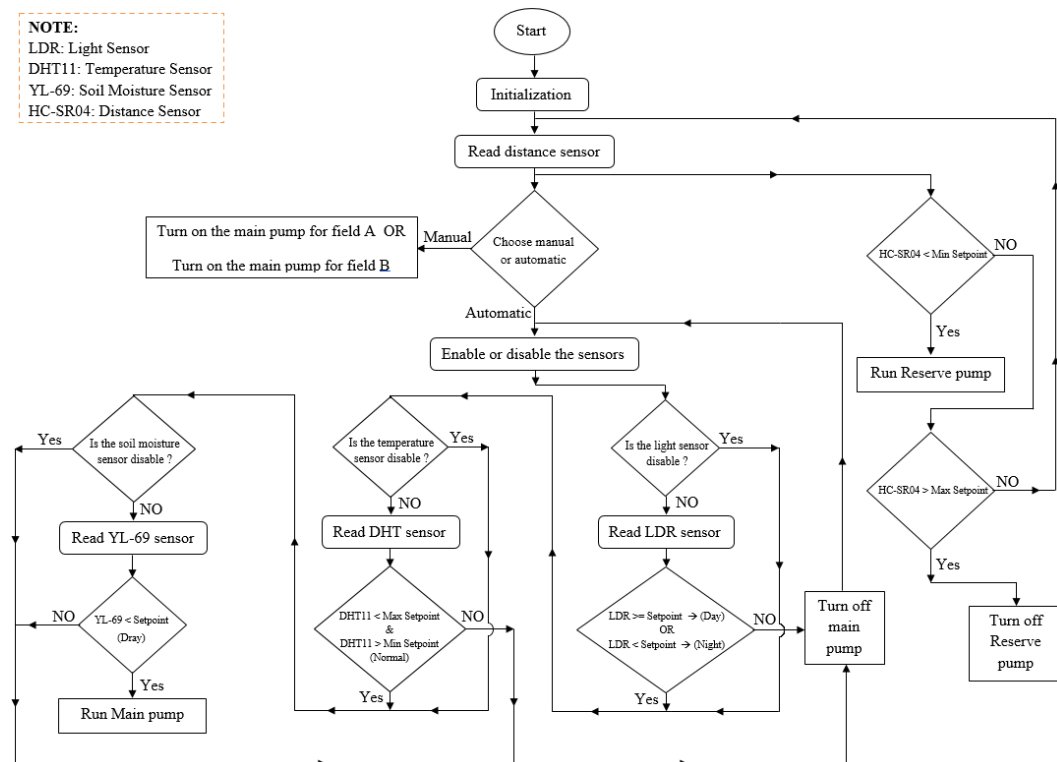 NOTE:
LDR: Light Sensor
DHT11: Temperature Sensor
YL-69: Soil Moisture Sensor
HC-SR04: Distance Sensor
Start
Initialization
Read distance sensor
Turn on the main pump for field A OR
Turn on the main pump for field B
Manual
Choose manual
or automatic
HC-SR04 < Min Setpoint
NO
Automatic
Yes
Enable or disable the sensors
Run Reserve pump
Yes
Is the soil moisture
sensor disable ?
NO
Is the temperature
sensor disable ?
Yes
NO
Is the light sensor
disable ?
Yes
NO
HC-SR04 > Max Setpoint
NO
Yes
Read YL-69 sensor
Read DHT sensor
Read LDR sensor
NO
YL-69 < Setpoint
(Dray)
Yes
DHT11 < Max Setpoint
&
DHT11 > Min Setpoint
(Normal)
NO
Yes
LDR >= Setpoint → (Day)
OR
LDR < Setpoint → (Night)
NO
Yes
Turn off
main
pump
Turn off
Reserve
pump
Run Main pump